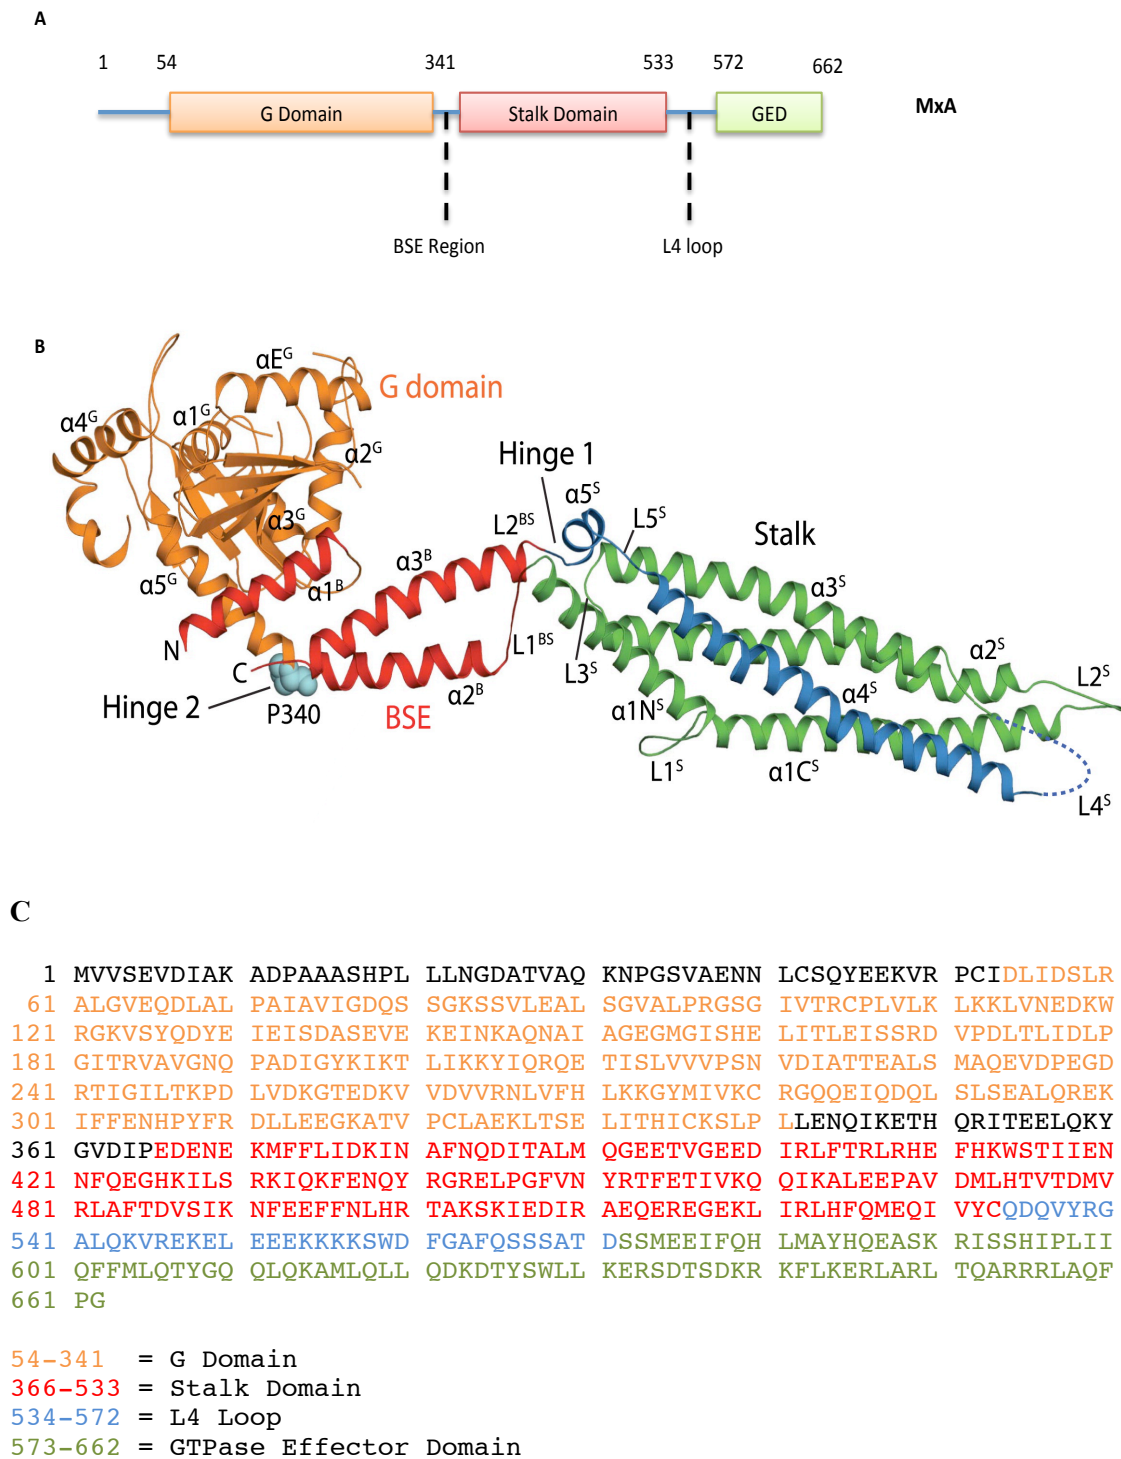 A
1 54 341 533 572 662
G Domain Stalk Domain GED MxA
BSE Region L4 loop
B
αE^G
G domain
α4^G α1^G
α2^G
Hinge 1
α5^S
L5^S
α3^G L2^BS Stalk
α3^B
α5^G α1^B α3^S
N L1^BS L3^S α2^S L2^S
C
Hinge 2 α2^B α1N^S α4^S
P340 BSE
L1^S α1C^S L4^S
C
1 MVVSEVDIAK ADPAAASHPL LLNGDATVAQ KNPGSVAENN LCSQYEEKVR PCIDLIDSLR
61 ALGVEQDLAL PAIAVIGDQS SGKSSVLEAL SGVALPRGSG IVTRCPLVLK LKKLVNEDKW
121 RGKVSYQDYE IEISDASEVE KEINKAQNAI AGEGMGISHE LITLEISSRD VPDLTLIDLP
181 GITRVAVGNQ PADIGYKIKT LIKKYIQRQE TISLVVVPSN VDIATTEALS MAQEVDPEGD
241 RTIGILTKPD LVDKGTEDKV VDVVRNLVFH LKKGYMIVKC RGQQEIQDQL SLSEALQREK
301 IFFENHPYFR DLLEEGKATV PCLAEKLTSE LITHICKSLP LLENQIKETH QRITEELQKY
361 GVDIPEDENE KMFFLIDKIN AFNQDITALM QGEETVGEED IRLFTRLRHE FHKWSTIIEN
421 NFQEGHKILS RKIQKFENQY RGRELPGFVN YRTFETIVKQ QIKALEEPAV DMLHTVTDMV
481 RLAFTDVSIK NFEEFFNLHR TAKSKIEDIR AEQEREGEKL IRLHFQMEQI VYCQDQVYRG
541 ALQKVREKEL EEEKKKKSWD FGAFQSSSAT DSSMEEIFQH LMAYHQEASK RISSHIPLII
601 QFFMLQTYGQ QLQKAMLQLL QDKDTYSWLL KERSDTSDKR KFLKERLARL TQARRRLAQF
661 PG
54-341 = G Domain
366-533 = Stalk Domain
534-572 = L4 Loop
573-662 = GTPase Effector Domain